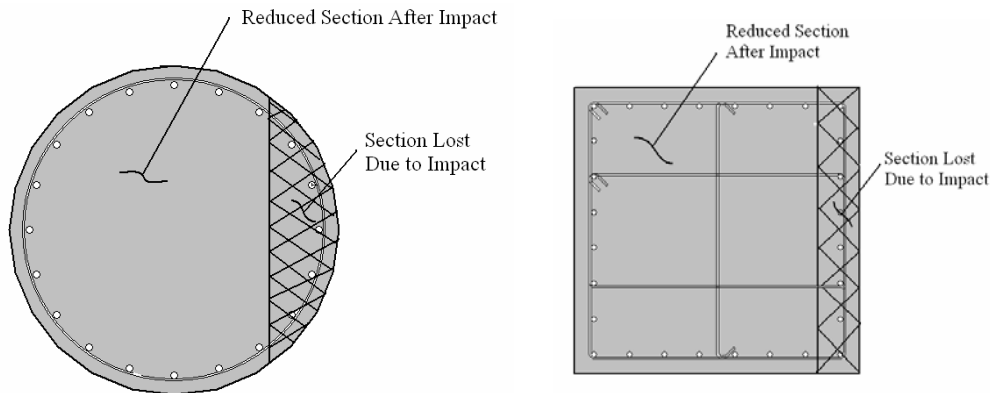 Reduced Section After Impact
Section Lost
Due to Impact
Reduced Section
After Impact
Section Lost
Due to Impact